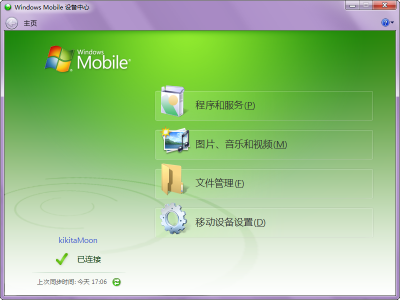 Windows Mobile 设备中心
主页
Windows
Mobile®
程序和服务(P)
图片、音乐和视频(M)
文件管理(F)
移动设备设置(D)
kikitaMoon
已连接
上次同步时间: 今天 17:06